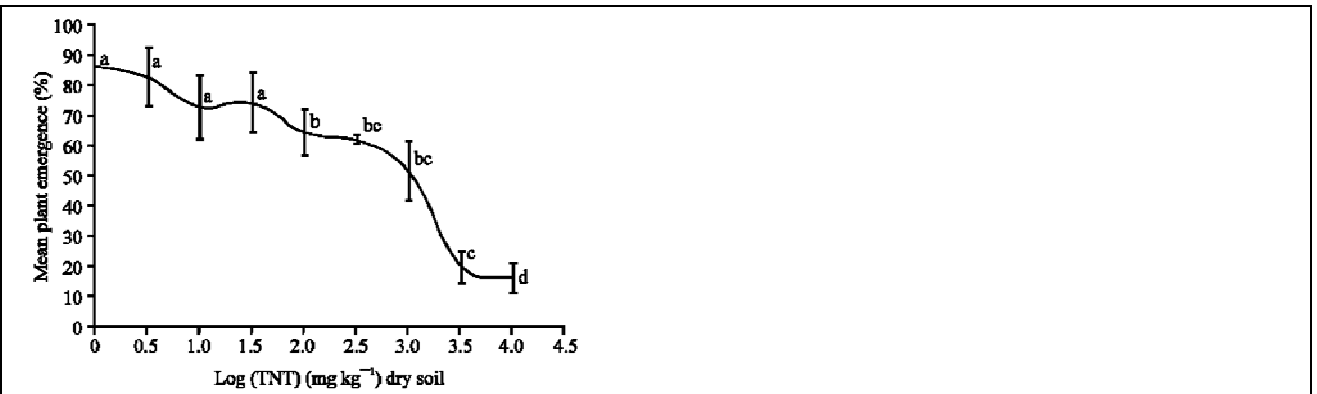 100
90
80
70
60
50
40
30
20
10
0
Mean plant emergence (%)
a
a
a
a
b
bc
bc
c
d
0 0.5 1.0 1.5 2.0 2.5 3.0 3.5 4.0 4.5
Log (TNT) (mg kg⁻¹) dry soil